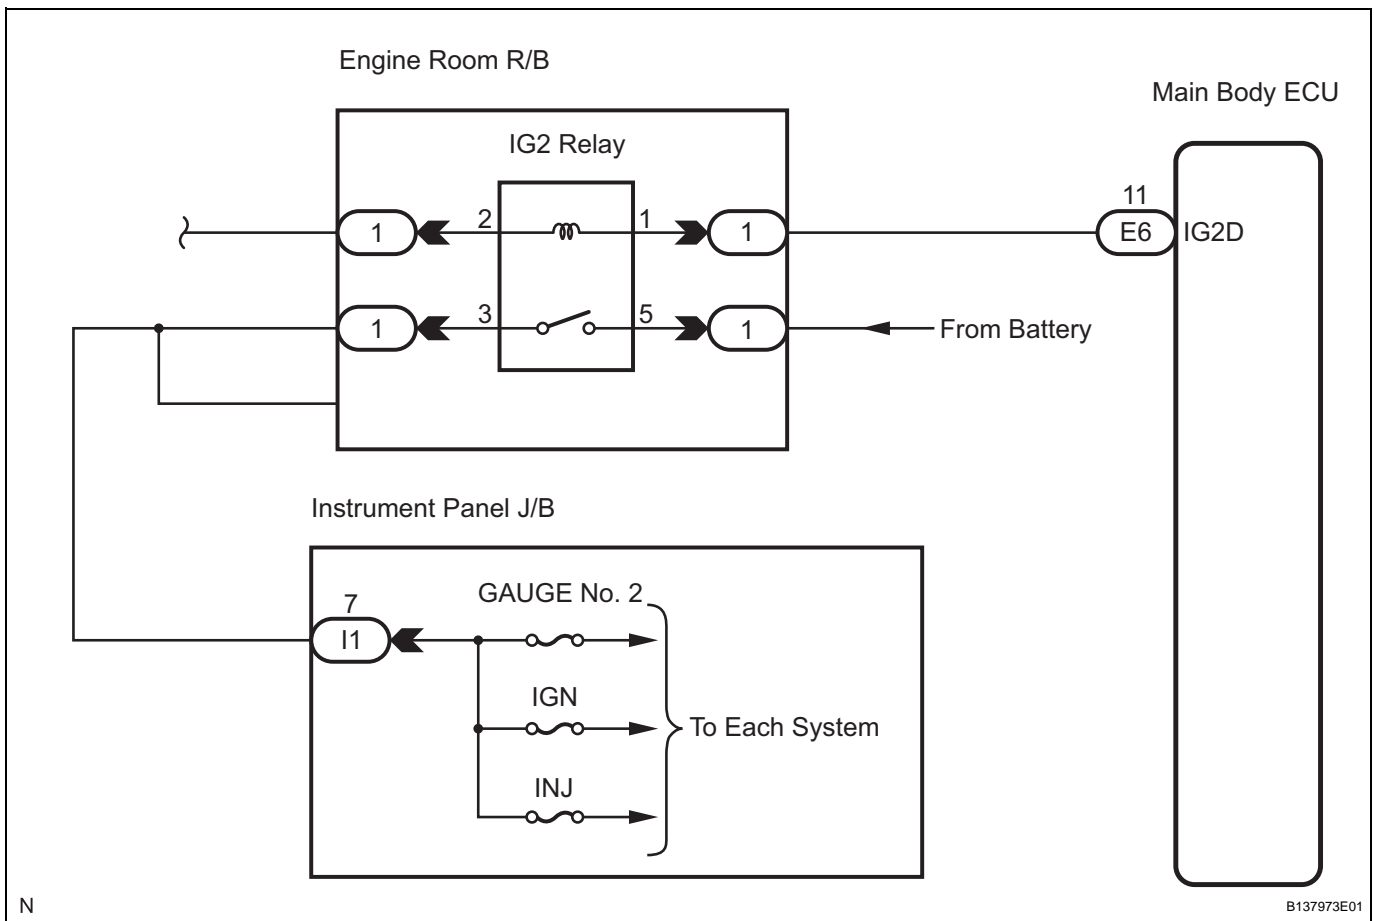 Engine Room R/B
Main Body ECU
IG2 Relay
1 2 1 1 11
E6 IG2D
1 3 5 1 From Battery
Instrument Panel J/B
7 GAUGE No. 2
I1
IGN
To Each System
INJ
N B137973E01